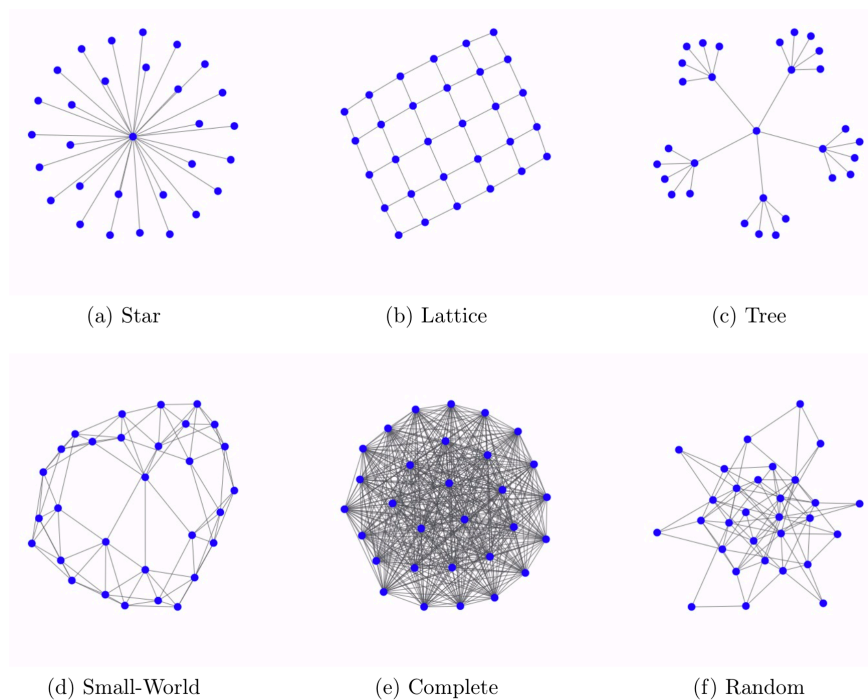 (a) Star
(b) Lattice
(c) Tree
(d) Small-World
(e) Complete
(f) Random